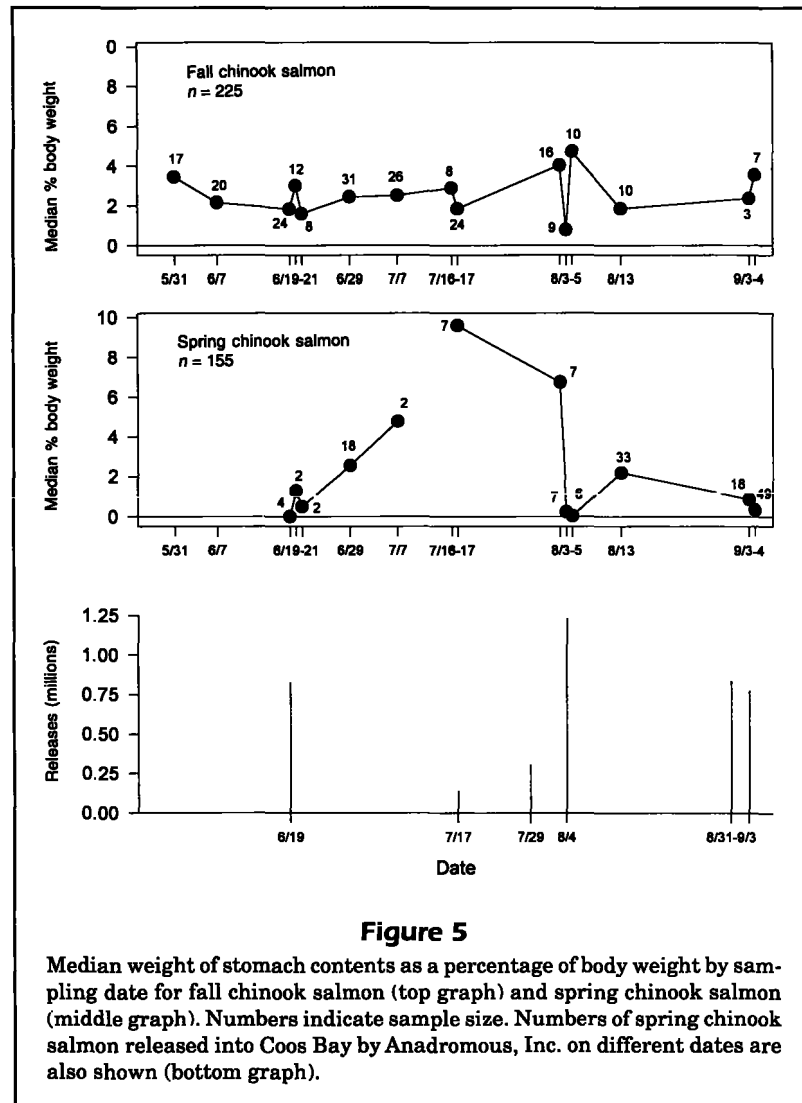 Fall chinook salmon
n = 225
Median % body weight
0
8
6
4
2
0
17
20
24
12
8
31
26
8
24
16
9
10
10
3
7
5/31 6/7 6/19-21 6/29 7/7 7/16-17 8/3-5 8/13 9/3-4
Spring chinook salmon
n = 155
Median % body weight
10
8
6
4
2
0
4
2
2
18
2
7
7
7
33
18
49
5/31 6/7 6/19-21 6/29 7/7 7/16-17 8/3-5 8/13 9/3-4
Releases (millions)
1.25
1.00
0.75
0.50
0.25
0.00
6/19 7/17 7/29 8/4 8/31-9/3
Date
Figure 5
Median weight of stomach contents as a percentage of body weight by sam-
pling date for fall chinook salmon (top graph) and spring chinook salmon
(middle graph). Numbers indicate sample size. Numbers of spring chinook
salmon released into Coos Bay by Anadromous, Inc. on different dates are
also shown (bottom graph).